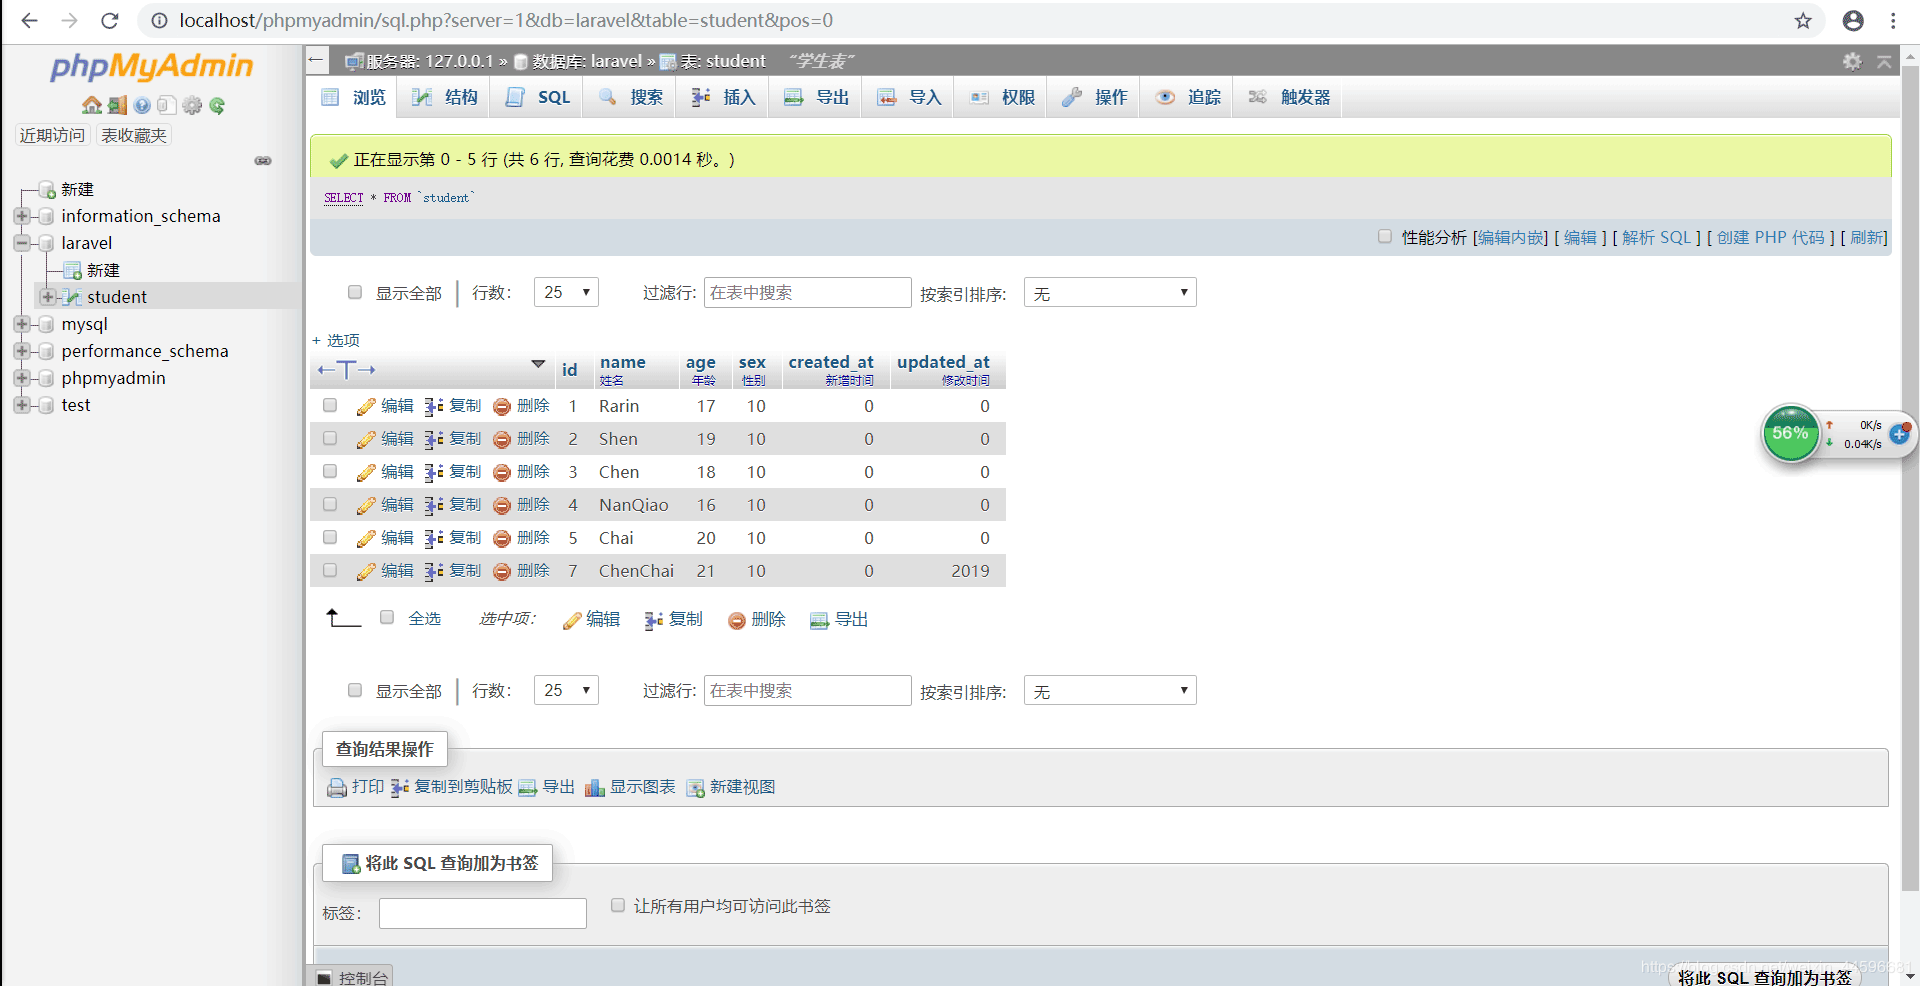 localhost/phpmyadmin/sql.php?server=1&db=laravel&table=student&pos=0
phpMyAdmin
近期访问 表收藏夹
新建
information_schema
laravel
新建
student
mysql
performance_schema
phpmyadmin
test
服务器: 127.0.0.1 » 数据库: laravel » 表: student “学生表”
浏览 结构 SQL 搜索 插入 导出 导入 权限 操作 追踪 触发器
正在显示第 0 - 5 行 (共 6 行, 查询花费 0.0014 秒。)
SELECT * FROM `student`
性能分析 [编辑内嵌] [ 编辑 ] [ 解析 SQL ] [ 创建 PHP 代码 ] [ 刷新]
显示全部 行数: 25 过滤行: 在表中搜索 按索引排序: 无
+ 选项
←T→ id name age sex created_at updated_at
姓名 年龄 性别 新增时间 修改时间
编辑 复制 删除 1 Rarin 17 10 0 0
编辑 复制 删除 2 Shen 19 10 0 0
编辑 复制 删除 3 Chen 18 10 0 0
编辑 复制 删除 4 NanQiao 16 10 0 0
编辑 复制 删除 5 Chai 20 10 0 0
编辑 复制 删除 7 ChenChai 21 10 0 2019
56% 0K/s
0.04K/s
全选 选中项: 编辑 复制 删除 导出
显示全部 行数: 25 过滤行: 在表中搜索 按索引排序: 无
查询结果操作
打印 复制到剪贴板 导出 显示图表 新建视图
将此 SQL 查询加为书签
标签: 让所有用户均可访问此书签
控制台
将此 SQL 查询加为书签